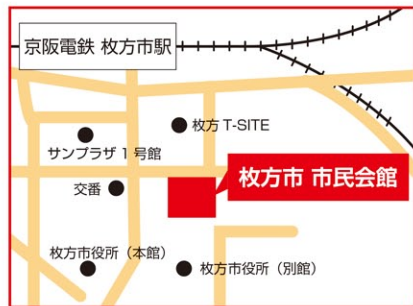 京阪電鉄 枚方市駅
枚方 T-SITE
サンプラザ 1 号館
枚方市 市民会館
交番
枚方市役所（本館）
枚方市役所（別館）